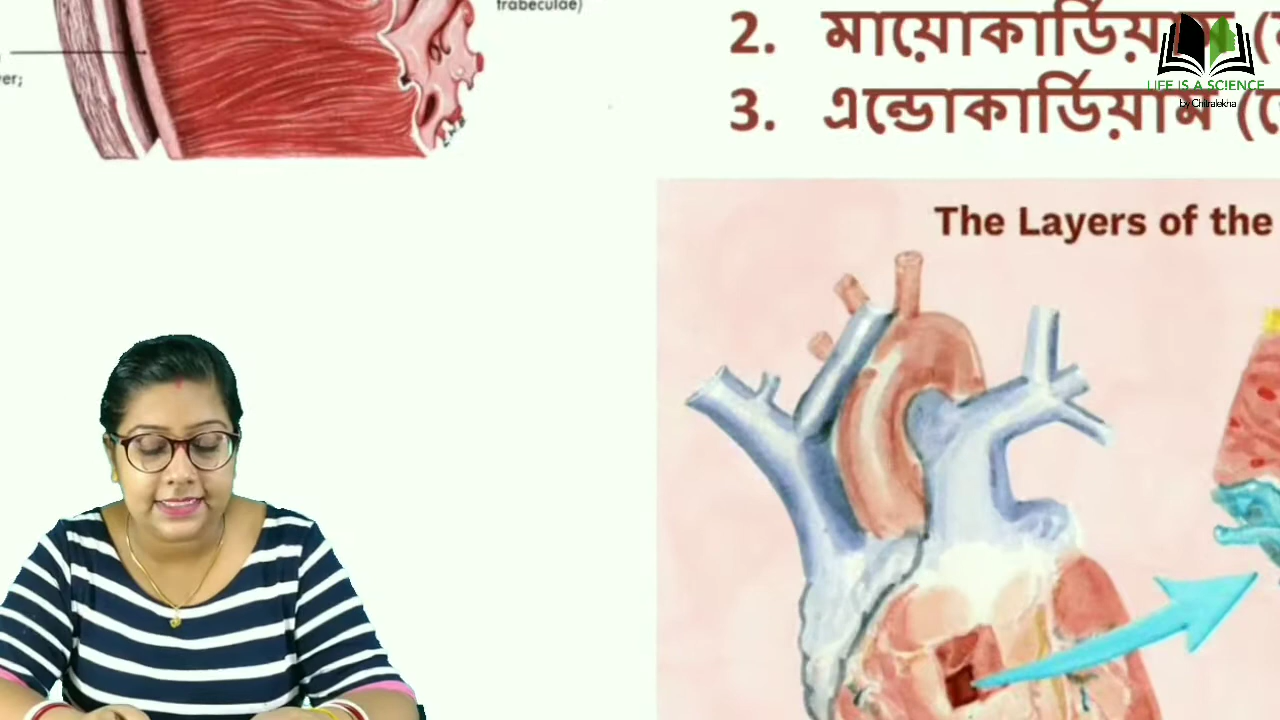 trabeculae)
2. মায়োকার্ডিয়াম (
3. এন্ডোকার্ডিয়াম (
LIFE IS A SCIENCE
by Chitralekha
The Layers of the